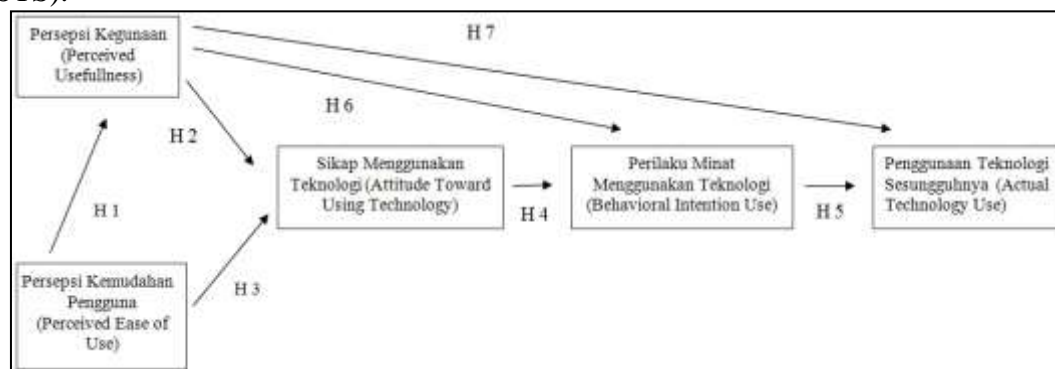 Persepsi Kegunaan
(Perceived
Usefullness)
H 7
H 6
H 2
Sikap Menggunakan
Teknologi (Attitude Toward
Using Technology)
Perilaku Minat
Menggunakan Teknologi
(Behavioral Intention Use)
Penggunaan Teknologi
Sesungguhnya (Actual
Technology Use)
H 1
H 4
H 5
H 3
Persepsi Kemudahan
Pengguna
(Perceived Ease of
Use)